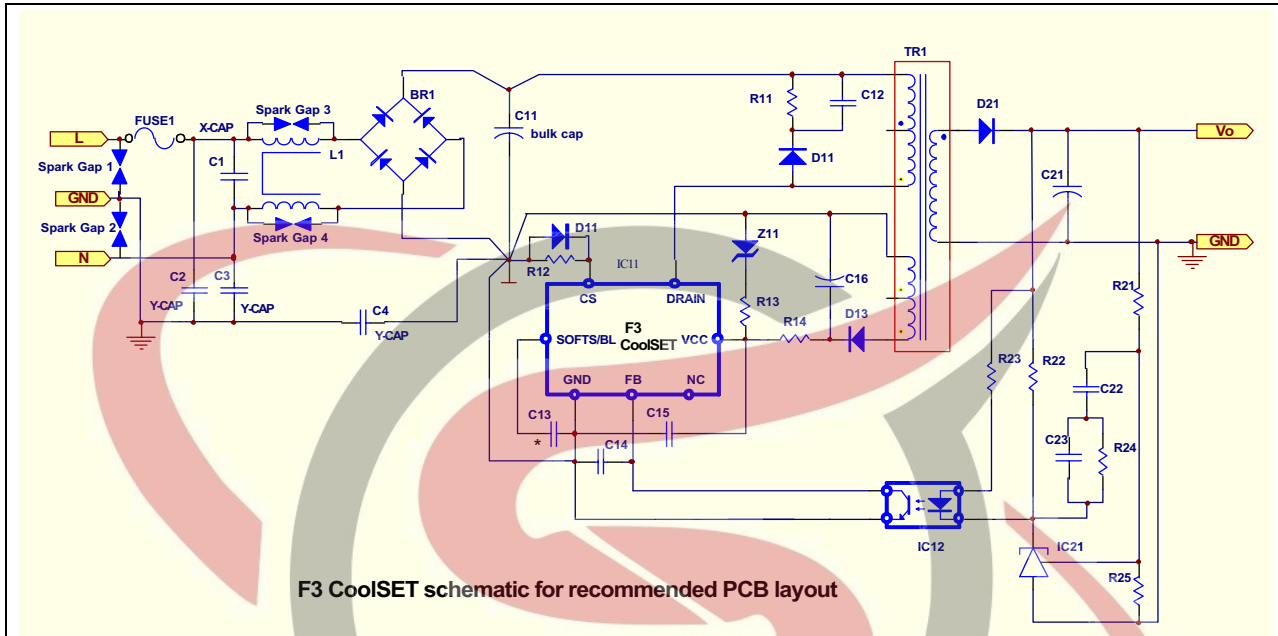 TR1
BR1
R11
C12
D21
Spark Gap 3
C11
FUSE1
bulk cap
X-CAP
L
Vo
L1
C1
D11
Spark Gap 1
C21
GND
Spark Gap 2
Spark Gap 4
D11
Z11
GND
N
R12
IC11
C2
C3
C16
CS
DRAIN
R21
Y-CAP
Y-CAP
C4
R13
D13
Y-CAP
F3
SOFTS/BL
CoolSET
VCC
R14
R23
R22
GND
FB
NC
C22
C13
C15
*
C14
C23
R24
IC12
IC21
R25
F3 CoolSET schematic for recommended PCB layout